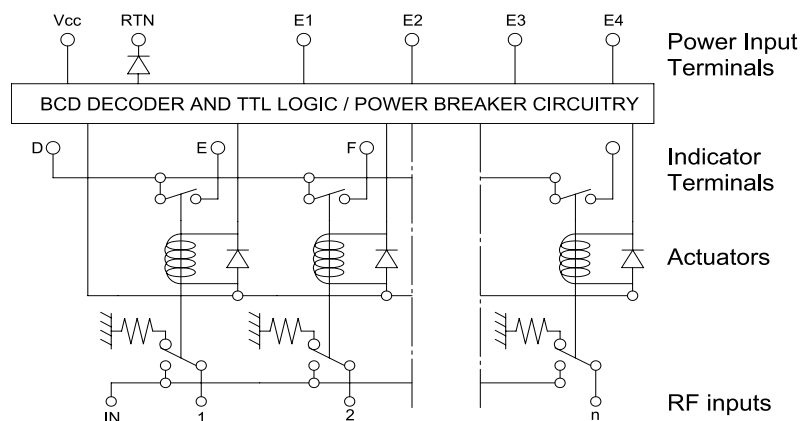 Vcc RTN E1 E2 E3 E4
Power Input
Terminals
BCD DECODER AND TTL LOGIC / POWER BREAKER CIRCUITRY
D E F
Indicator
Terminals
Actuators
IN 1 2 n
RF inputs